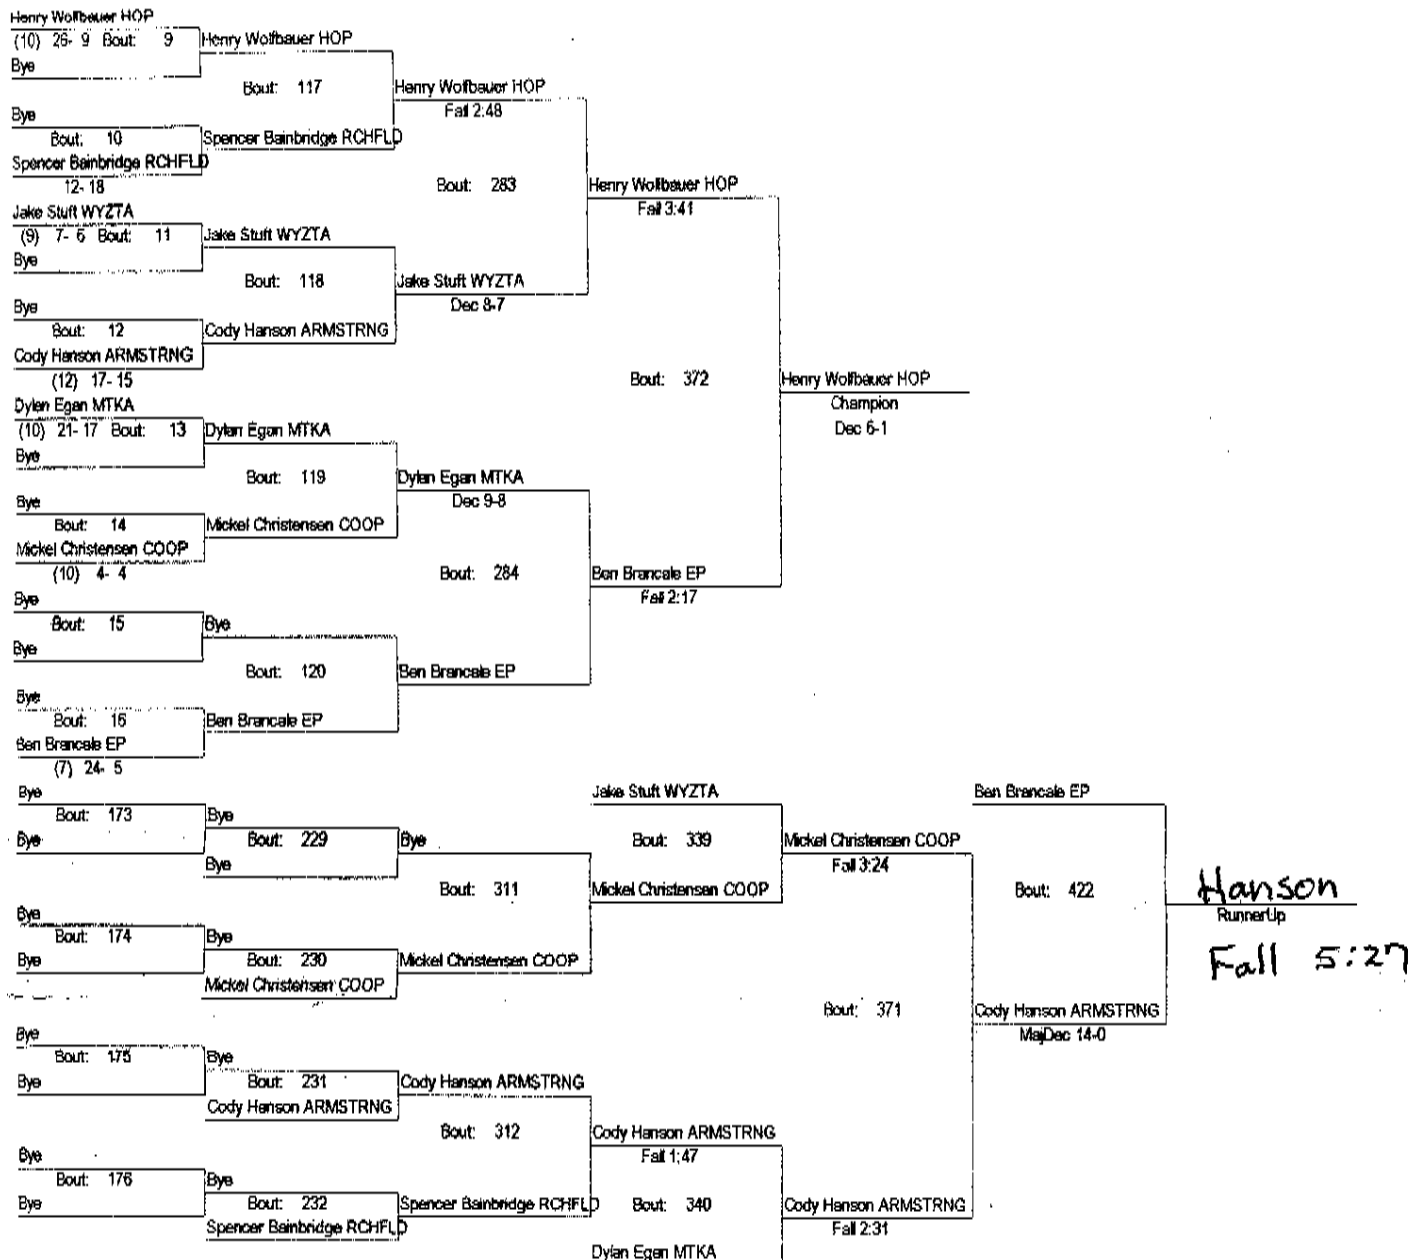 Henry Wolfbauer HOP
(10) 26- 9 Bout: 9
Henry Wolfbauer HOP
Bye
Bout: 117
Henry Wolfbauer HOP
Fall 2:48
Bye
Bout: 10
Spencer Bainbridge RCHFLD
Spencer Bainbridge RCHFLD
12- 18
Bout: 283
Henry Wolfbauer HOP
Fall 3:41
Jake Stuft WYZTA
(9) 7- 6 Bout: 11
Jake Stuft WYZTA
Bye
Bout: 118
Jake Stuft WYZTA
Dec 8-7
Bye
Bout: 12
Cody Hanson ARMSTRNG
Cody Hanson ARMSTRNG
(12) 17- 15
Bout: 372
Henry Wolfbauer HOP
Champion
Dec 6-1
Dylan Egan MTKA
(10) 21- 17 Bout: 13
Dylan Egan MTKA
Bye
Bout: 119
Dylan Egan MTKA
Dec 9-8
Bye
Bout: 14
Mickel Christensen COOP
Mickel Christensen COOP
(10) 4- 4
Bout: 284
Ben Brancale EP
Fall 2:17
Bye
Bout: 15
Bye
Bye
Bout: 120
Ben Brancale EP
Bye
Bout: 16
Ben Brancale EP
Ben Brancale EP
(7) 24- 5
Bye
Bout: 173
Bye
Bye
Bout: 229
Bye
Bye
Jake Stuft WYZTA
Bout: 339
Mickel Christensen COOP
Fall 3:24
Ben Brancale EP
Bout: 311
Mickel Christensen COOP
Bout: 422
Hanson
RunnerUp
Fall 5:27
Bye
Bout: 174
Bye
Bye
Bout: 230
Mickel Christensen COOP
Mickel Christensen COOP
Bout: 371
Cody Hanson ARMSTRNG
MajDec 14-0
Bye
Bout: 175
Bye
Bye
Bout: 231
Cody Hanson ARMSTRNG
Cody Hanson ARMSTRNG
Bout: 312
Cody Hanson ARMSTRNG
Fall 1:47
Bye
Bout: 176
Bye
Bye
Bout: 232
Spencer Bainbridge RCHFLD
Spencer Bainbridge RCHFLD
Bout: 340
Cody Hanson ARMSTRNG
Fall 2:31
Dylan Egan MTKA